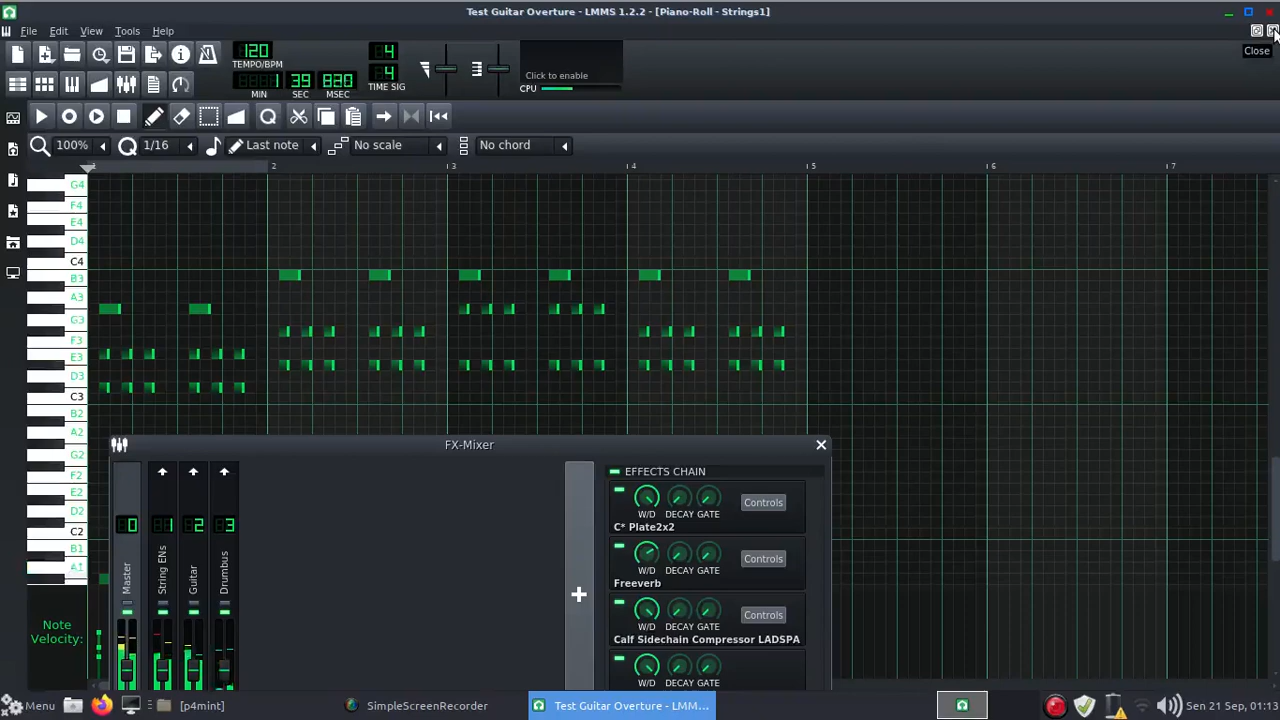 Test Guitar Overture - LMMS 1.2.2 - [Piano-Roll - Strings1]
File Edit View Tools Help
Close
120
TEMPO/BPM
1 39 830
MIN SEC MSEC
4
4
TIME SIG
Click to enable
CPU
100% 1/16 Last note No scale No chord
1 2 3 4 5 6 7
G4
F4
E4
D4
C4
B3
A3
G3
F3
E3
D3
C3
B2
A2
G2
F2
E2
D2
C2
B1
A1
Note
Velocity:
FX-Mixer
0 1 2 3
Master String ENs Guitar Drumbus
EFFECTS CHAIN
W/D DECAY GATE Controls
C* Plate2x2
W/D DECAY GATE Controls
Freeverb
W/D DECAY GATE Controls
Calf Sidechain Compressor LADSPA
W/D DECAY GATE
Menu [p4mint] SimpleScreenRecorder Test Guitar Overture - LMM... Sen 21 Sep, 01:13